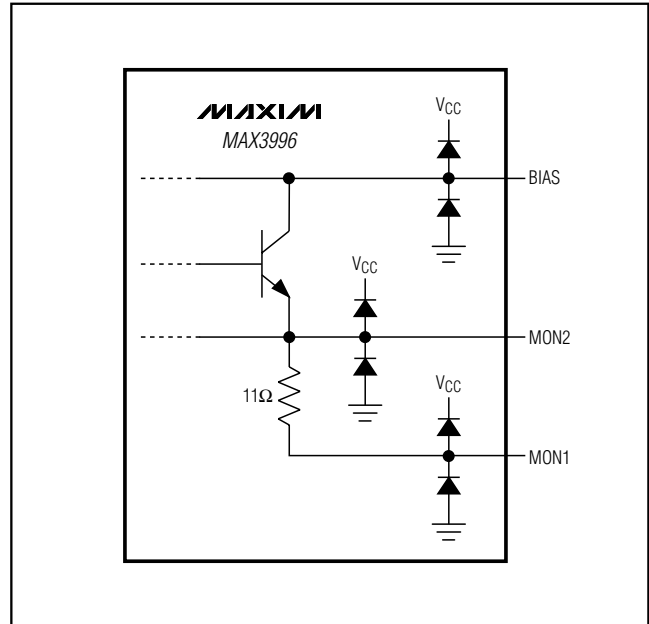 MAXIM
MAX3996
VCC
BIAS
VCC
MON2
11Ω
VCC
MON1